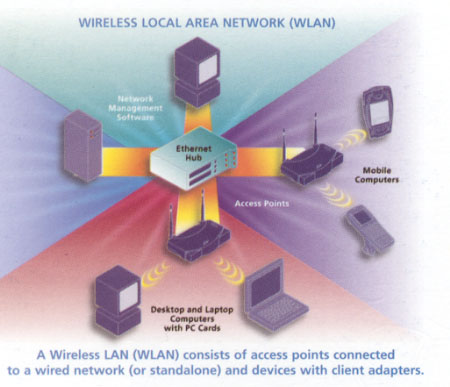 WIRELESS LOCAL AREA NETWORK (WLAN)
Network
Management
Software
Ethernet
Hub
Mobile
Computers
Access Points
Desktop and Laptop
Computers
with PC Cards
A Wireless LAN (WLAN) consists of access points connected
to a wired network (or standalone) and devices with client adapters.